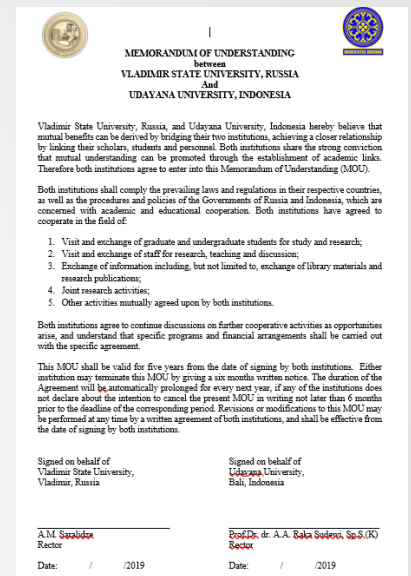 MEMORANDUM OF UNDERSTANDING
between
VLADIMIR STATE UNIVERSITY, RUSSIA
And
UDAYANA UNIVERSITY, INDONESIA
Vladimir State University, Russia, and Udayana University, Indonesia hereby believe that
mutual benefits can be derived by bridging their two institutions, achieving a closer relationship
by linking their scholars, students and personnel. Both institutions share the strong conviction
that mutual understanding can be promoted through the establishment of academic links.
Therefore both institutions agree to enter into this Memorandum of Understanding (MOU).
Both institutions shall comply the prevailing laws and regulations in their respective countries,
as well as the procedures and policies of the Governments of Russia and Indonesia, which are
concerned with academic and educational cooperation. Both institutions have agreed to
cooperate in the field of:
1. Visit and exchange of graduate and undergraduate students for study and research;
2. Visit and exchange of staff for research, teaching and discussion;
3. Exchange of information including, but not limited to, exchange of library materials and
research publications;
4. Joint research activities;
5. Other activities mutually agreed upon by both institutions.
Both institutions agree to continue discussions on further cooperative activities as opportunities
arise, and understand that specific programs and financial arrangements shall be carried out
with the specific agreement.
This MOU shall be valid for five years from the date of signing by both institutions. Either
institution may terminate this MOU by giving a six months written notice. The duration of the
Agreement will be automatically prolonged for every next year, if any of the institutions does
not declare about the intention to cancel the present MOU in writing not later than 6 months
prior to the deadline of the corresponding period. Revisions or modifications to this MOU may
be performed at any time by a written agreement of both institutions, and shall be effective from
the date of signing by both institutions.
Signed on behalf of
Vladimir State University,
Vladimir, Russia
Signed on behalf of
Udayana University,
Bali, Indonesia
A.M. Saralidze
Rector
Prof.Dr. dr. A.A. Raka Sudewi, Sp.S.(K)
Rector
Date: / /2019
Date: / /2019